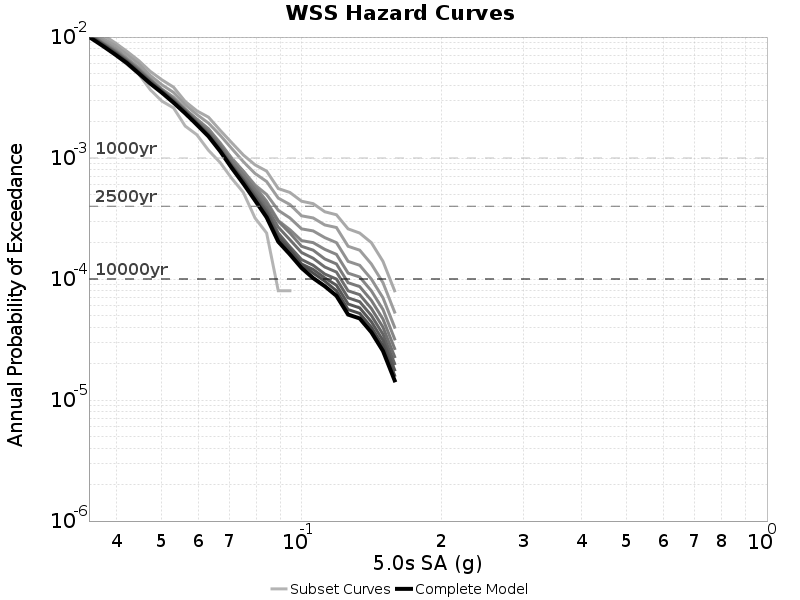 WSS Hazard Curves
Annual Probability of Exceedance
10^-2
10^-3
10^-4
10^-5
10^-6
1000yr
2500yr
10000yr
4 5 6 7 10^-1 2 3 4 5 6 7 8 10^0
5.0s SA (g)
Subset Curves Complete Model